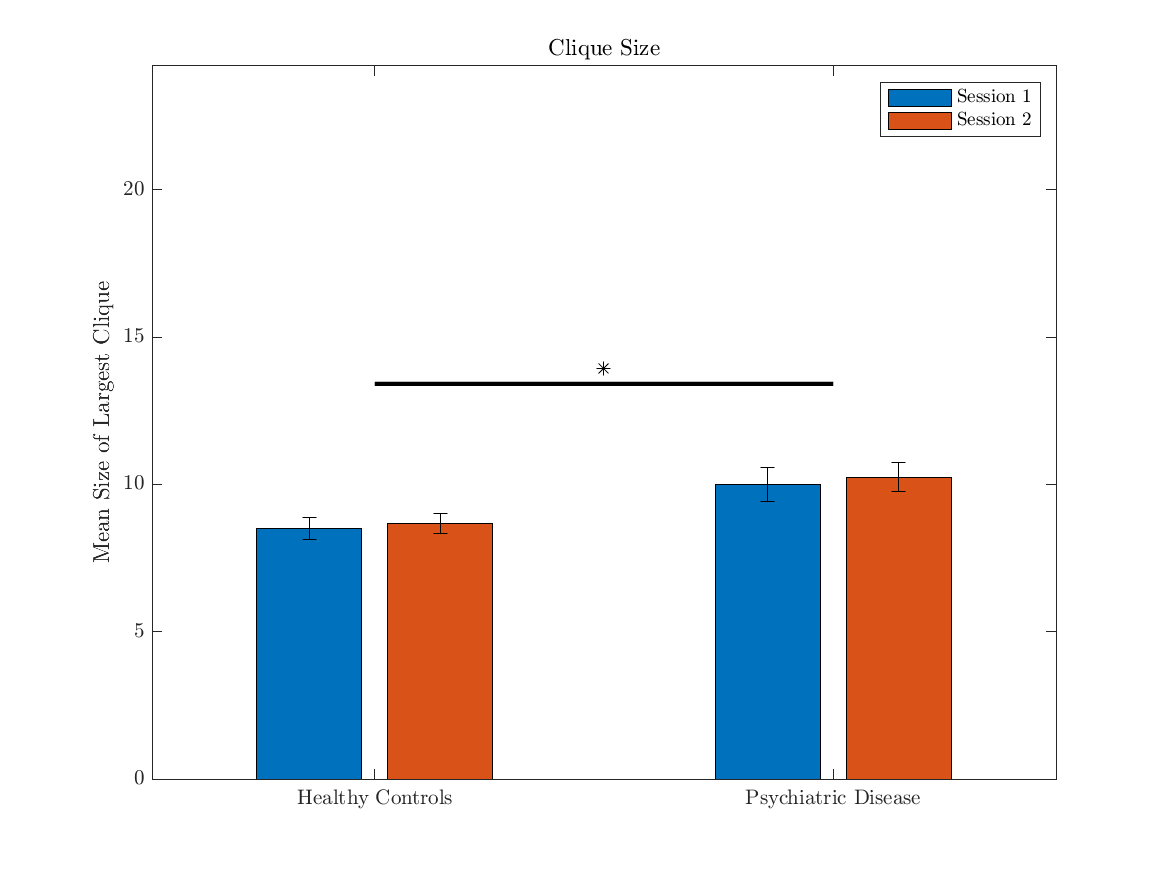 Clique Size
Session 1
Session 2
20
15
10
5
0
Mean Size of Largest Clique
*
Healthy Controls
Psychiatric Disease